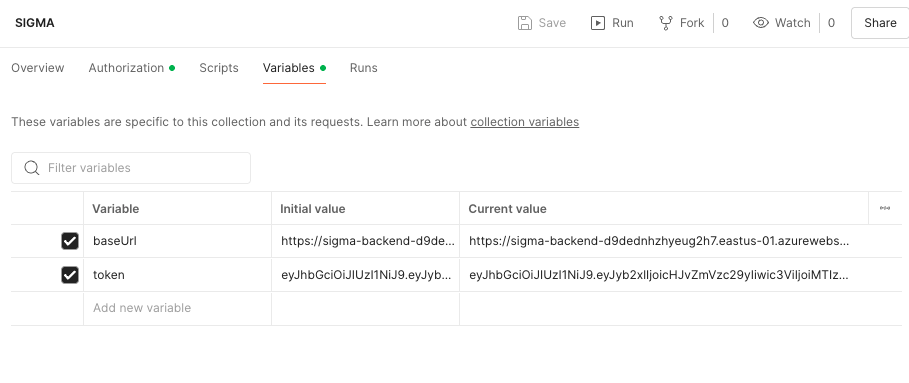 SIGMA
Save Run Fork 0 Watch 0 Share
Overview Authorization Scripts Variables Runs
These variables are specific to this collection and its requests. Learn more about collection variables
Filter variables
Variable Initial value Current value
baseUrl https://sigma-backend-d9de... https://sigma-backend-d9dednhzhyeug2h7.eastus-01.azurewebs...
token eyJhbGciOiJIUzI1NiJ9.eyJyb... eyJhbGciOiJIUzI1NiJ9.eyJyb2xlIjoicHJvZmVzc29yIiwic3ViIjoiMTIz...
Add new variable